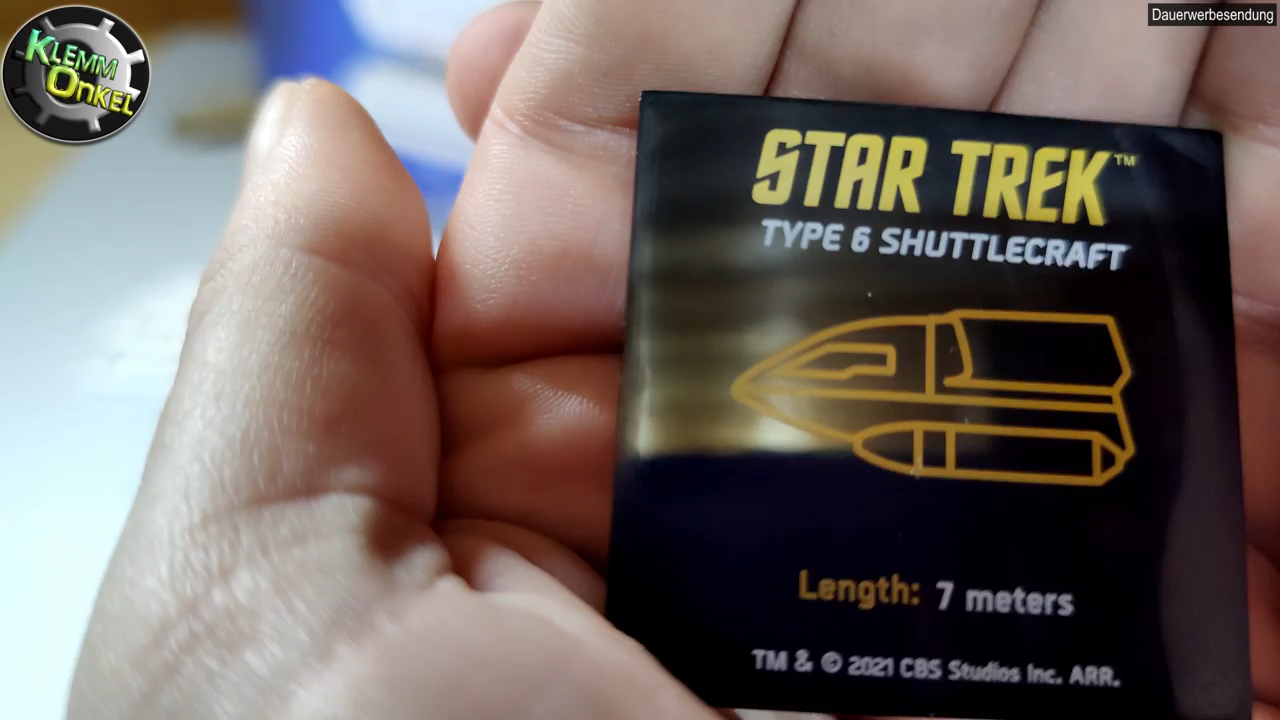 KLEMM
ONKEL
Dauerwerbesendung
STAR TREK™
TYPE 6 SHUTTLECRAFT
Length: 7 meters
TM & © 2021 CBS Studios Inc. ARR.